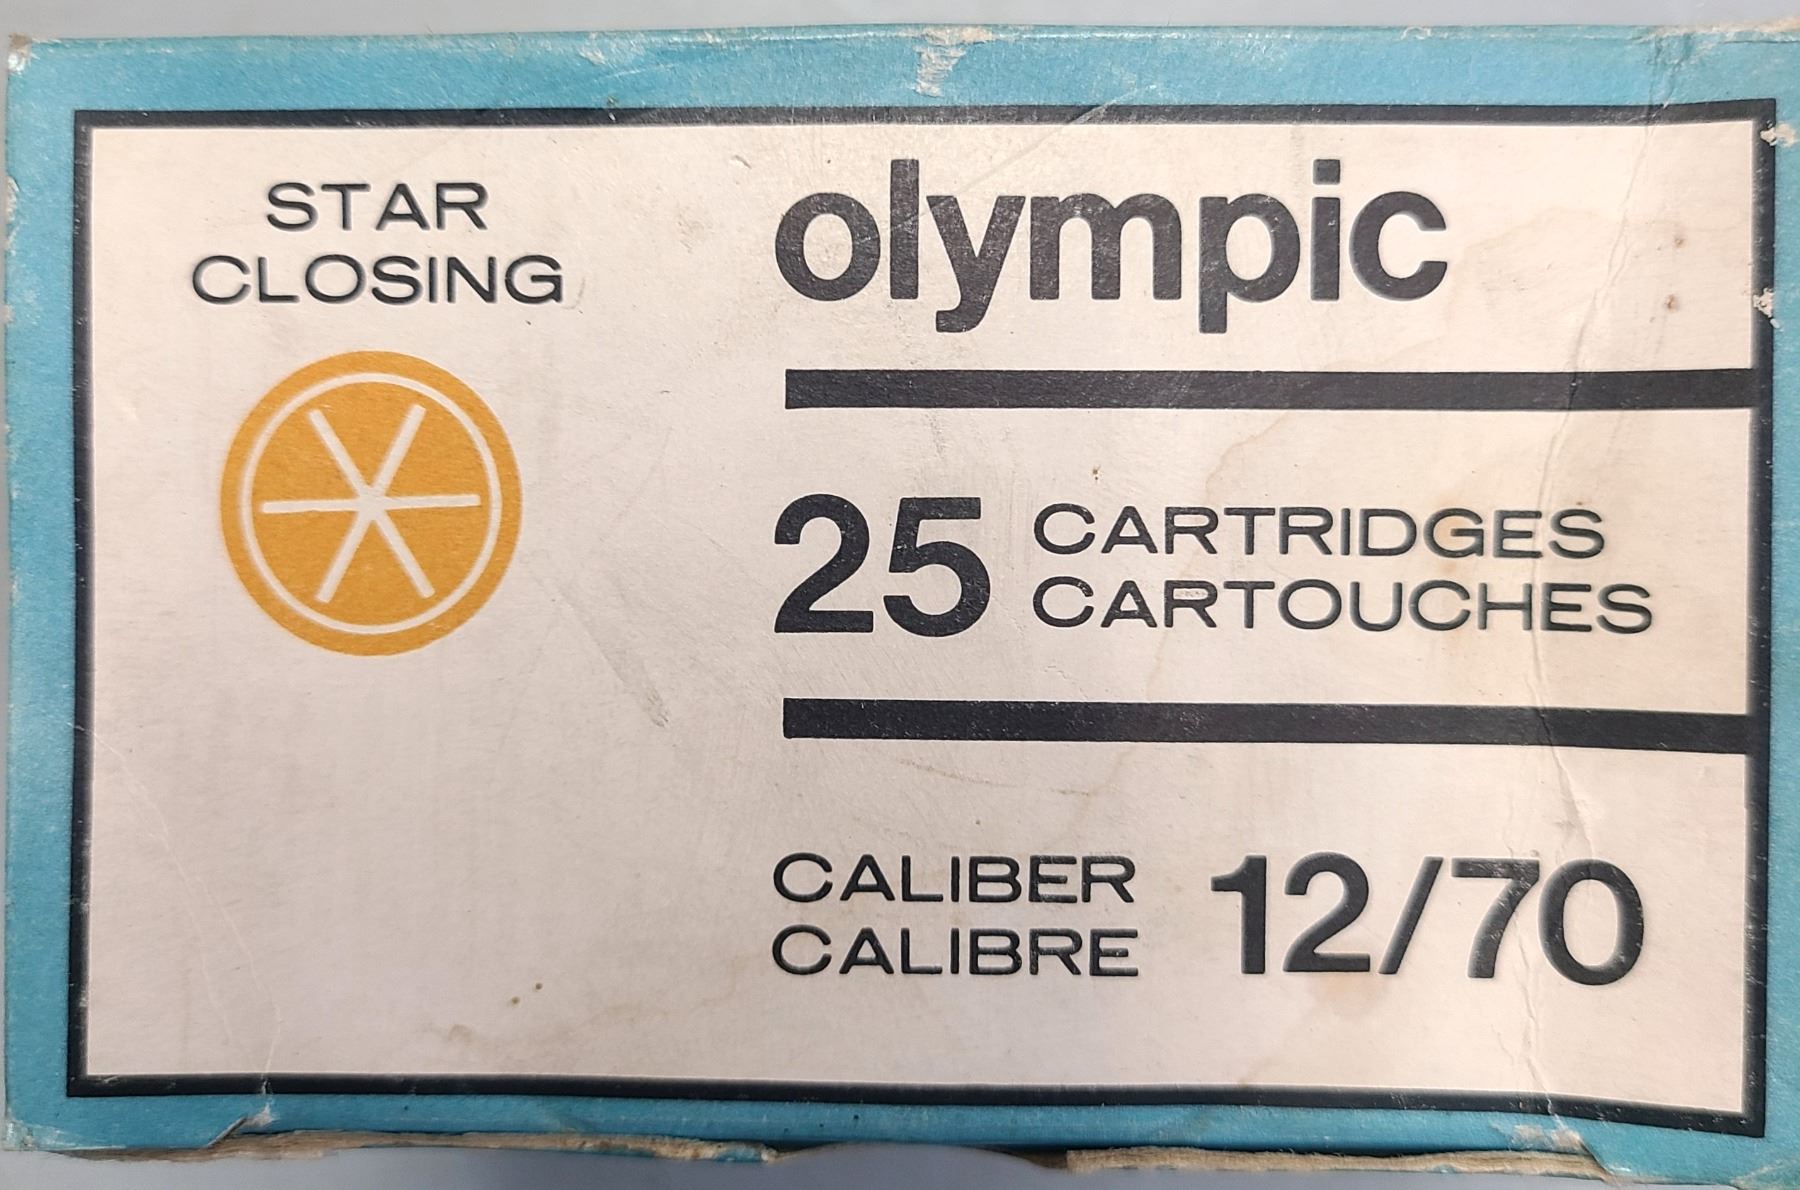 STAR
CLOSING
olympic
25 CARTRIDGES
CARTOUCHES
CALIBER
CALIBRE 12/70